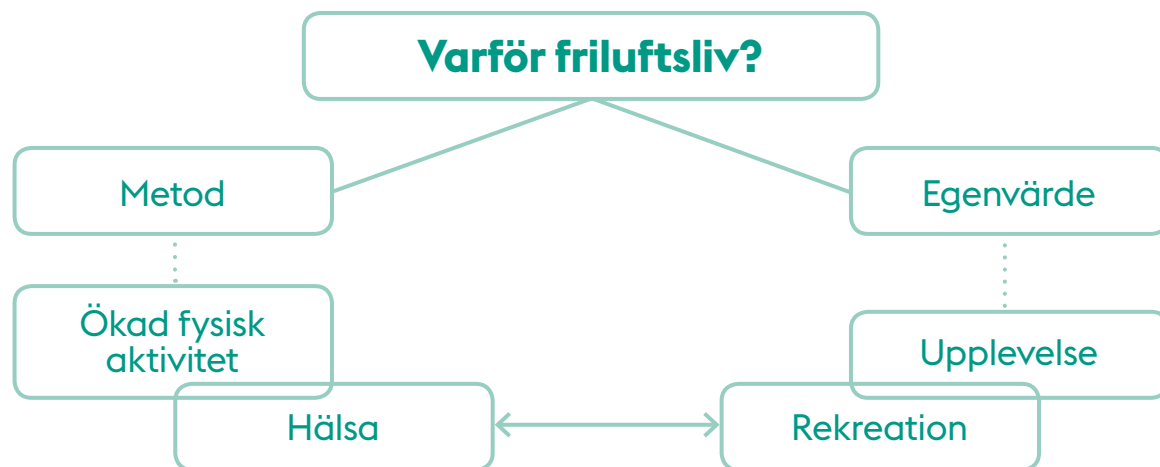 Varför friluftsliv?
Metod
Egenvärde
Ökad fysisk
aktivitet
Upplevelse
Hälsa
Rekreation